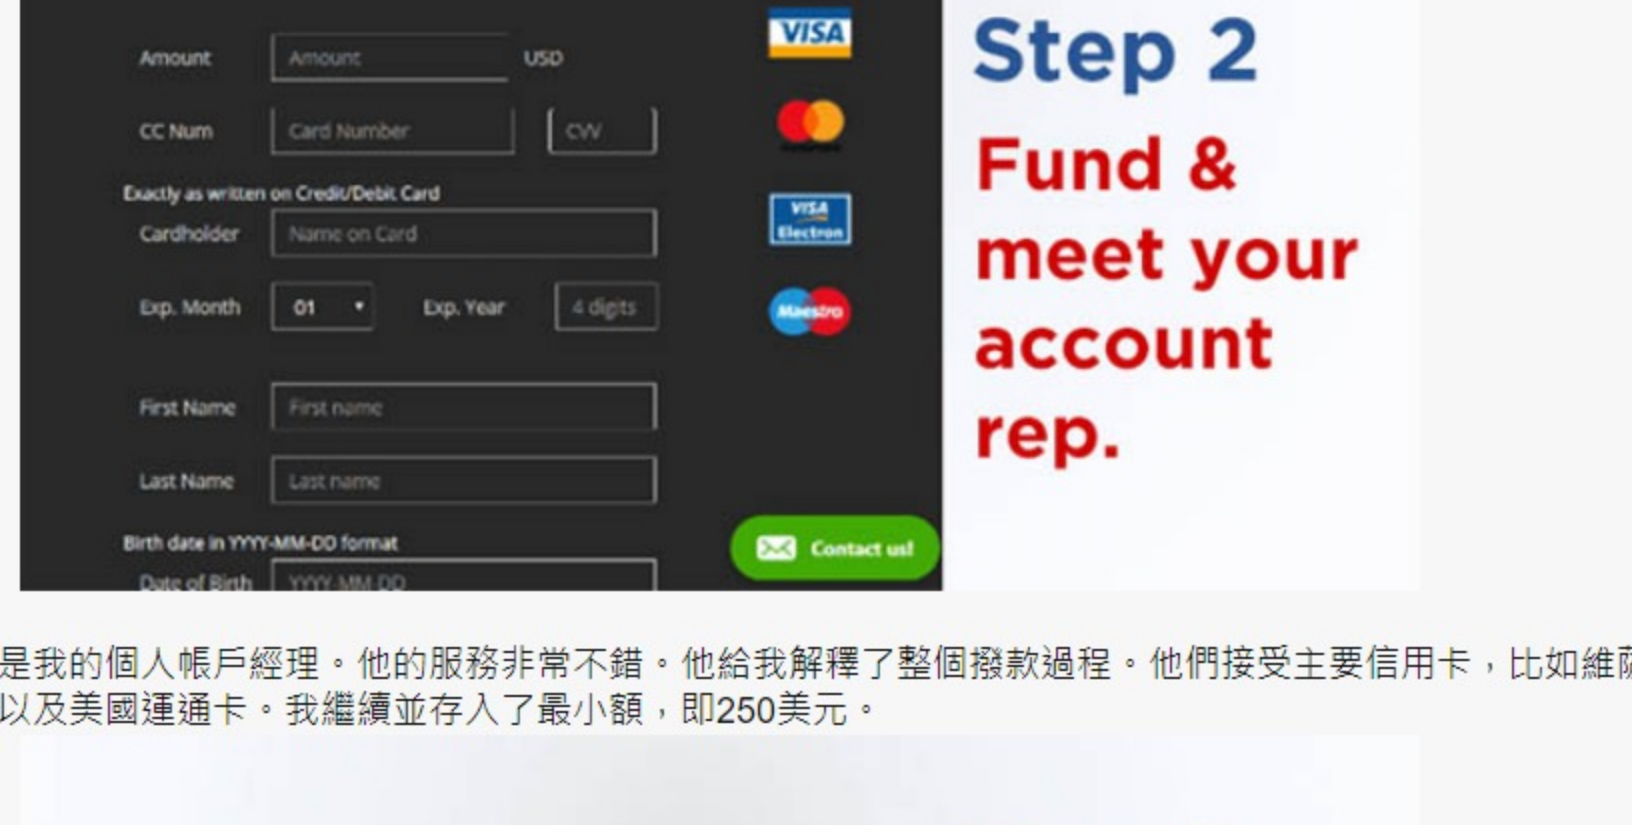 VISA
Step 2
Amount Amount USD
CC Num Card Number CVV
Fund &
Exactly as written on Credit/Debit Card
Cardholder Name on Card
VISA
Electron
meet your
Exp. Month 01 Exp. Year 4 digits
Maestro
account
First Name First name
rep.
Last Name Last name
Birth date in YYYY-MM-DD format
Contact us!
Date of Birth YYYY-MM-DD
是我的個人帳戶經理。他的服務非常不錯。他給我解釋了整個撥款過程。他們接受主要信用卡，比如維
以及美國運通卡。我繼續並存入了最小額，即250美元。